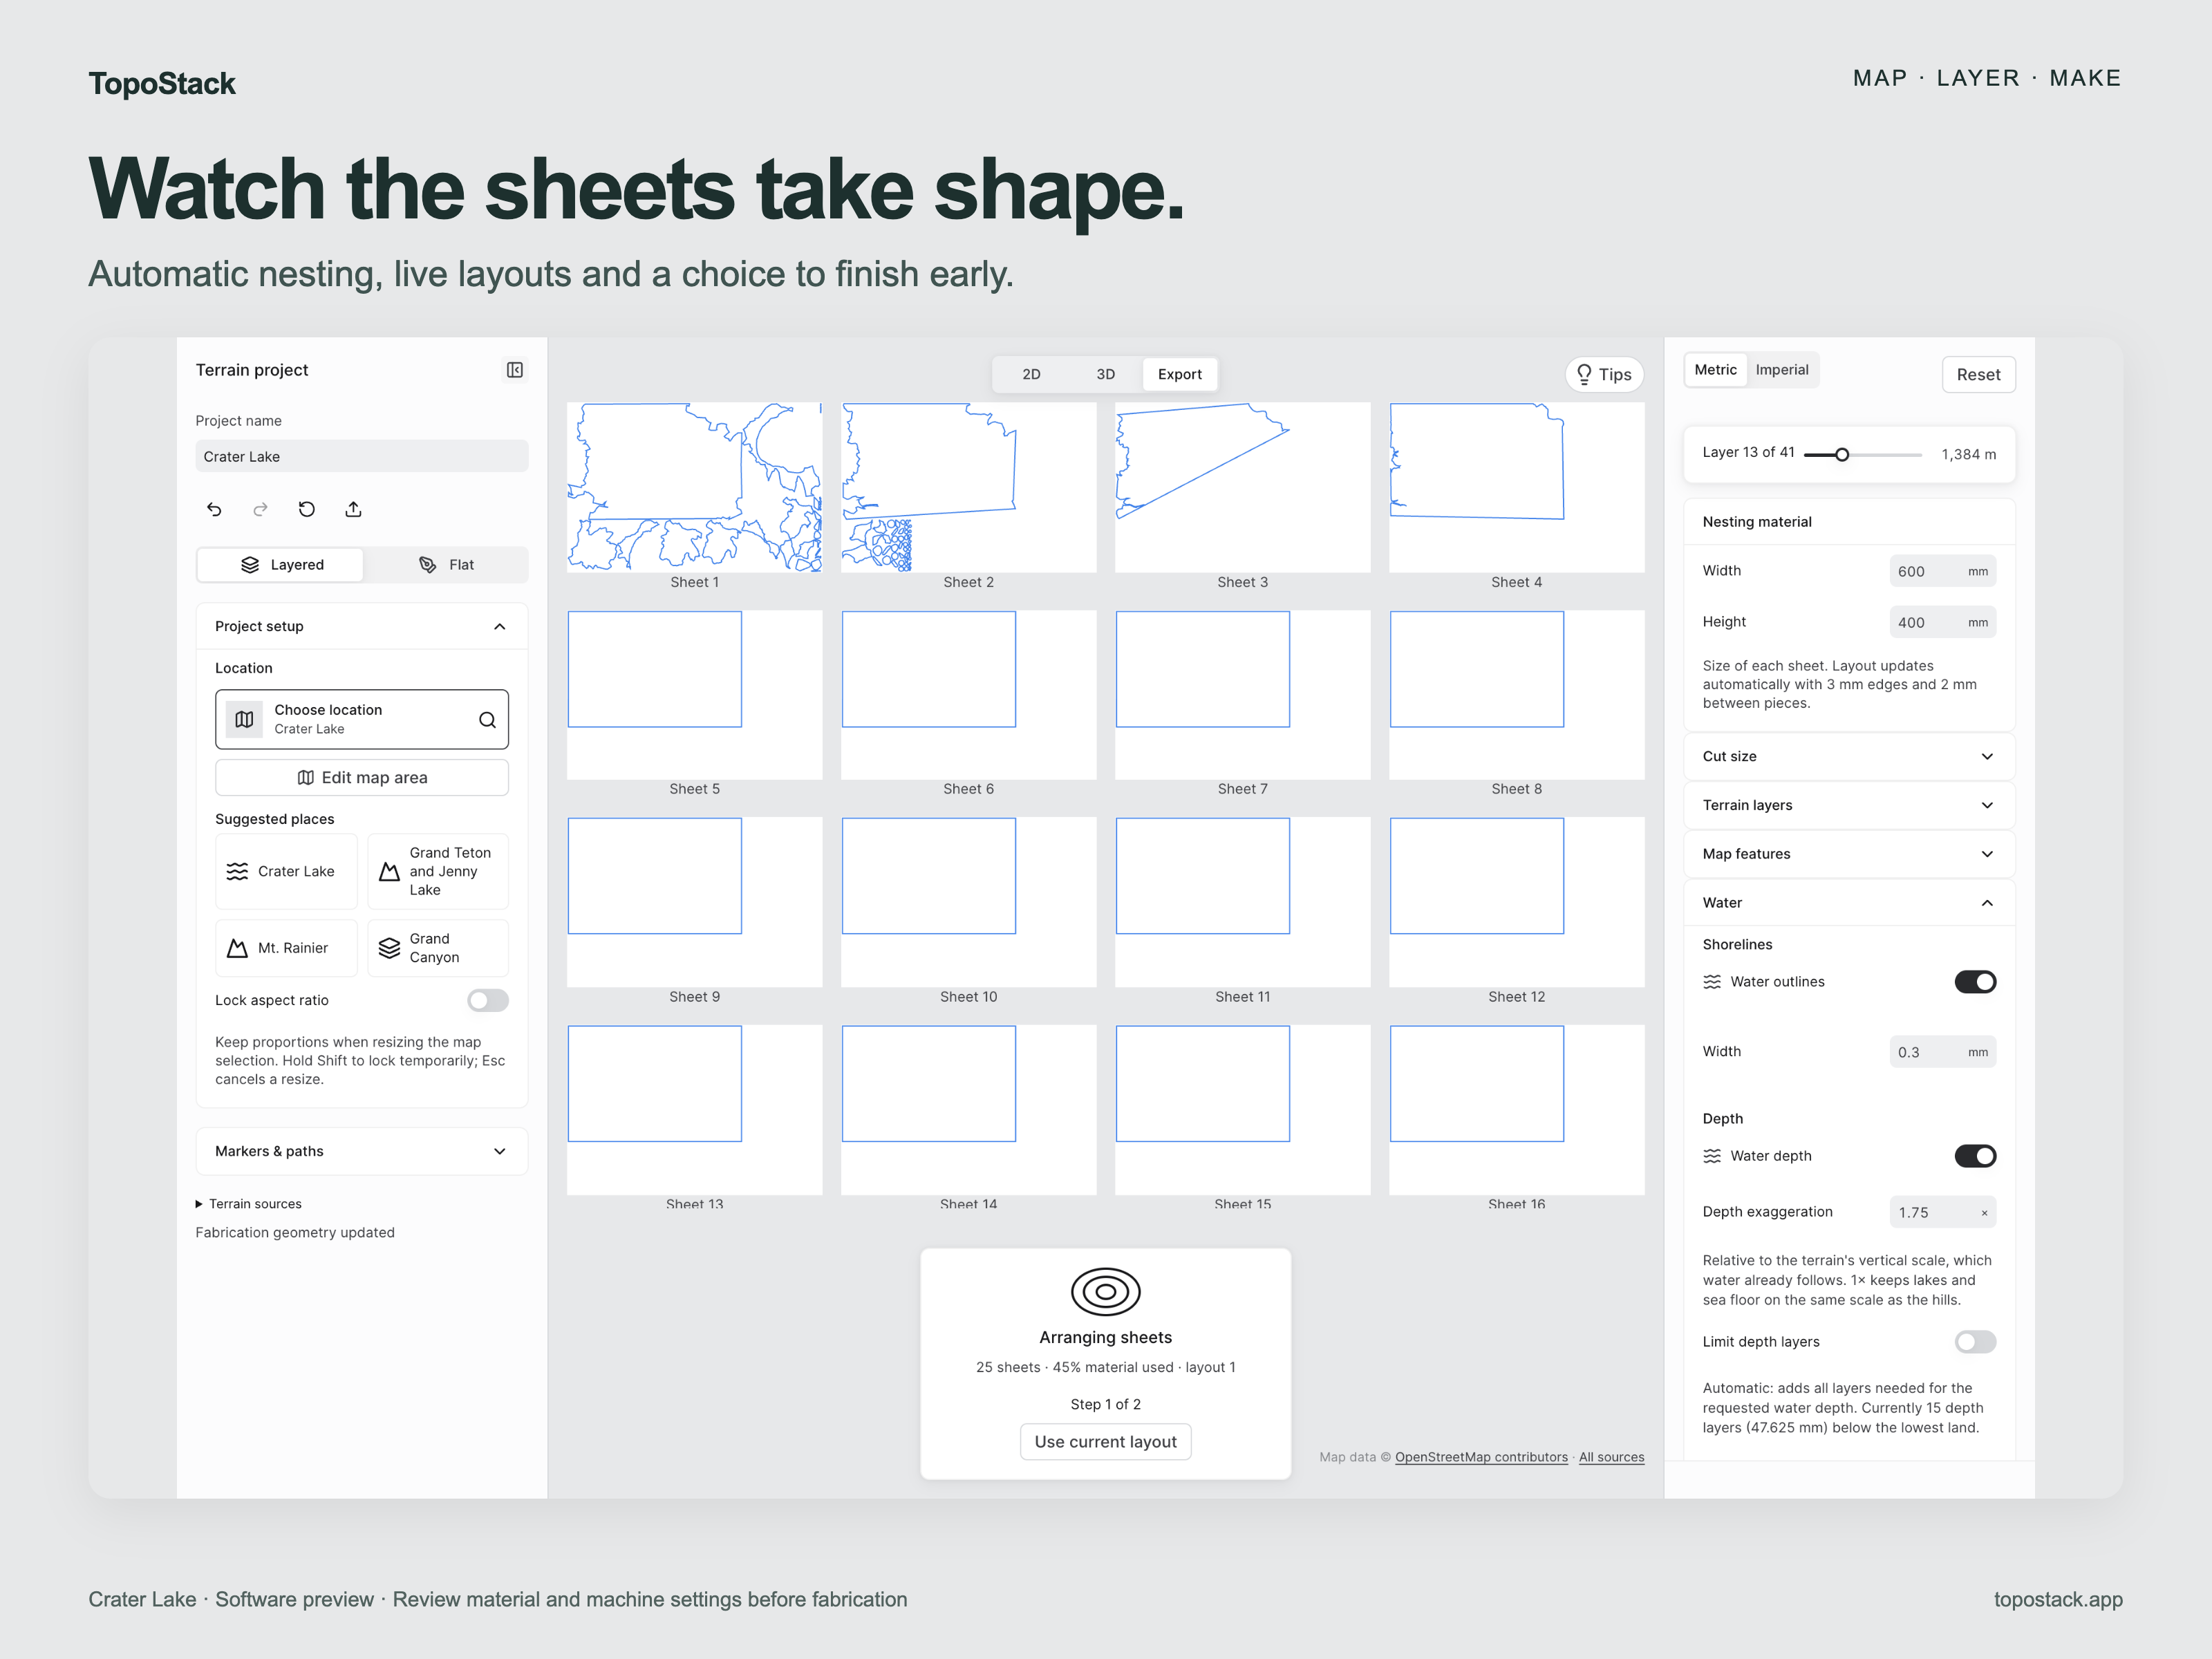 TopoStack
MAP · LAYER · MAKE
Watch the sheets take shape.
Automatic nesting, live layouts and a choice to finish early.
Terrain project
Project name
Crater Lake
Layered
Flat
Project setup
Location
Choose location
Crater Lake
Edit map area
Suggested places
Crater Lake
Grand Teton
and Jenny
Lake
Mt. Rainier
Grand
Canyon
Lock aspect ratio
Keep proportions when resizing the map
selection. Hold Shift to lock temporarily; Esc
cancels a resize.
Markers & paths
Terrain sources
Fabrication geometry updated
2D
3D
Export
Tips
Sheet 1
Sheet 2
Sheet 3
Sheet 4
Sheet 5
Sheet 6
Sheet 7
Sheet 8
Sheet 9
Sheet 10
Sheet 11
Sheet 12
Sheet 13
Sheet 14
Sheet 15
Sheet 16
Arranging sheets
25 sheets · 45% material used · layout 1
Step 1 of 2
Use current layout
Map data © OpenStreetMap contributors · All sources
Metric
Imperial
Reset
Layer 13 of 41
1,384 m
Nesting material
Width
600 mm
Height
400 mm
Size of each sheet. Layout updates
automatically with 3 mm edges and 2 mm
between pieces.
Cut size
Terrain layers
Map features
Water
Shorelines
Water outlines
Width
0.3 mm
Depth
Water depth
Depth exaggeration
1.75 ×
Relative to the terrain's vertical scale, which
water already follows. 1× keeps lakes and
sea floor on the same scale as the hills.
Limit depth layers
Automatic: adds all layers needed for the
requested water depth. Currently 15 depth
layers (47.625 mm) below the lowest land.
Crater Lake · Software preview · Review material and machine settings before fabrication
topostack.app